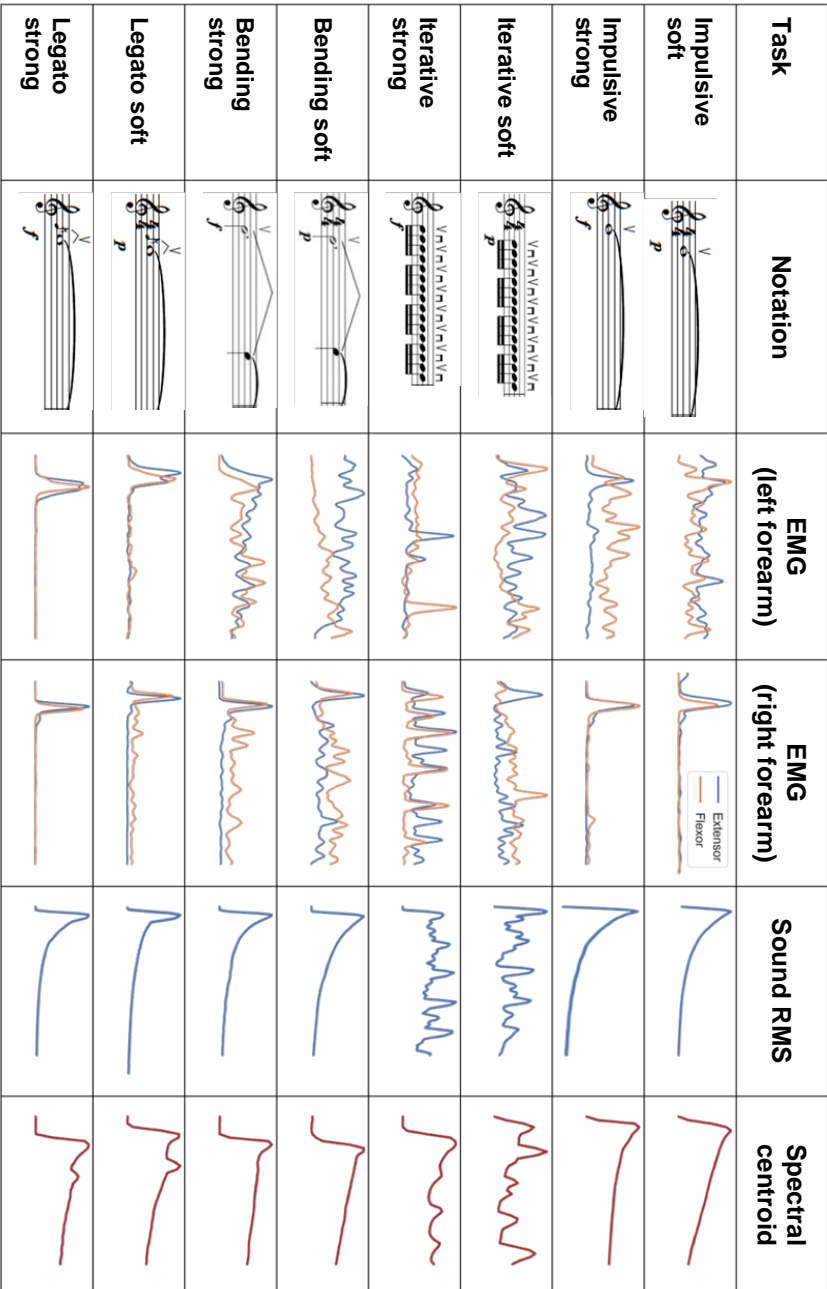 Task
Notation
EMG
(left forearm)
EMG
(right forearm)
Sound RMS
Spectral
centroid
Impulsive
soft
p
Extensor
Flexor
Impulsive
strong
f
Iterative soft
p
Iterative
strong
f
Bending soft
p
Bending
strong
f
Legato soft
p
Legato
strong
f